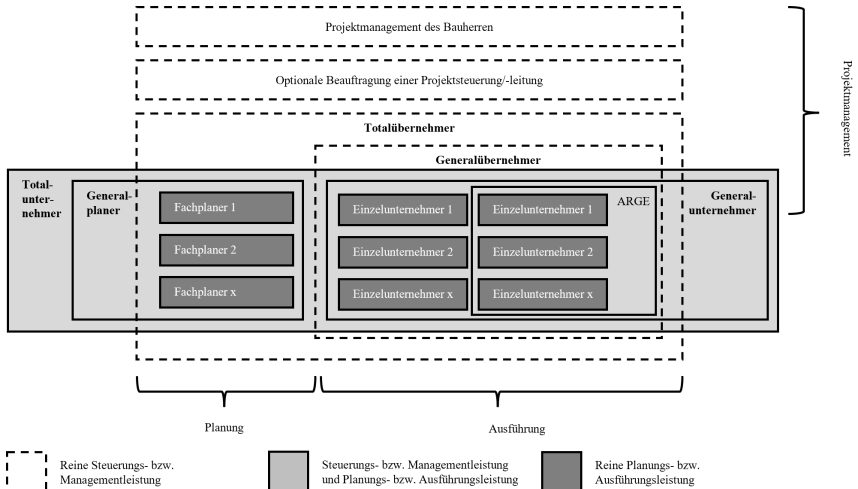 Projektmanagement des Bauherren
Optionale Beauftragung einer Projektsteuerung/-leitung
Projektmanagement
Totalübernehmer
Generalübernehmer
Total-
unter-
nehmer
General-
planer
Fachplaner 1
Fachplaner 2
Fachplaner x
Einzelunternehmer 1
Einzelunternehmer 2
Einzelunternehmer x
Einzelunternehmer 1
Einzelunternehmer 2
Einzelunternehmer x
ARGE
General-
unternehmer
Planung
Ausführung
Reine Steuerungs- bzw.
Managementleistung
Steuerungs- bzw. Managementleistung
und Planungs- bzw. Ausführungsleistung
Reine Planungs- bzw.
Ausführungsleistung